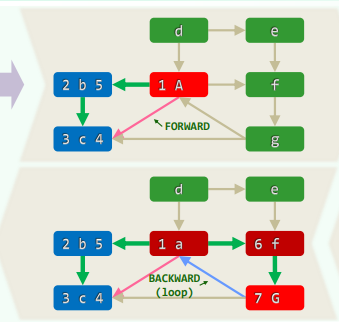 d e
2 b 5 1 A f
FORWARD
3 c 4 g
d e
2 b 5 1 a 6 f
BACKWARD
(loop)
3 c 4 7 G